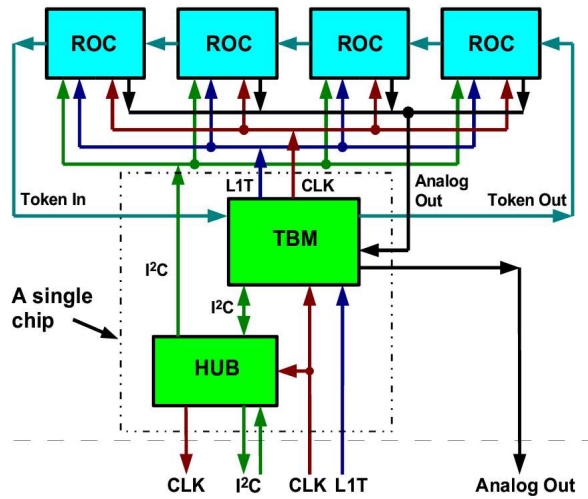 ROC ROC ROC ROC
L1T CLK
Analog
Out
Token In
Token Out
TBM
I²C
I²C
A single
chip
HUB
CLK I²C CLK L1T Analog Out